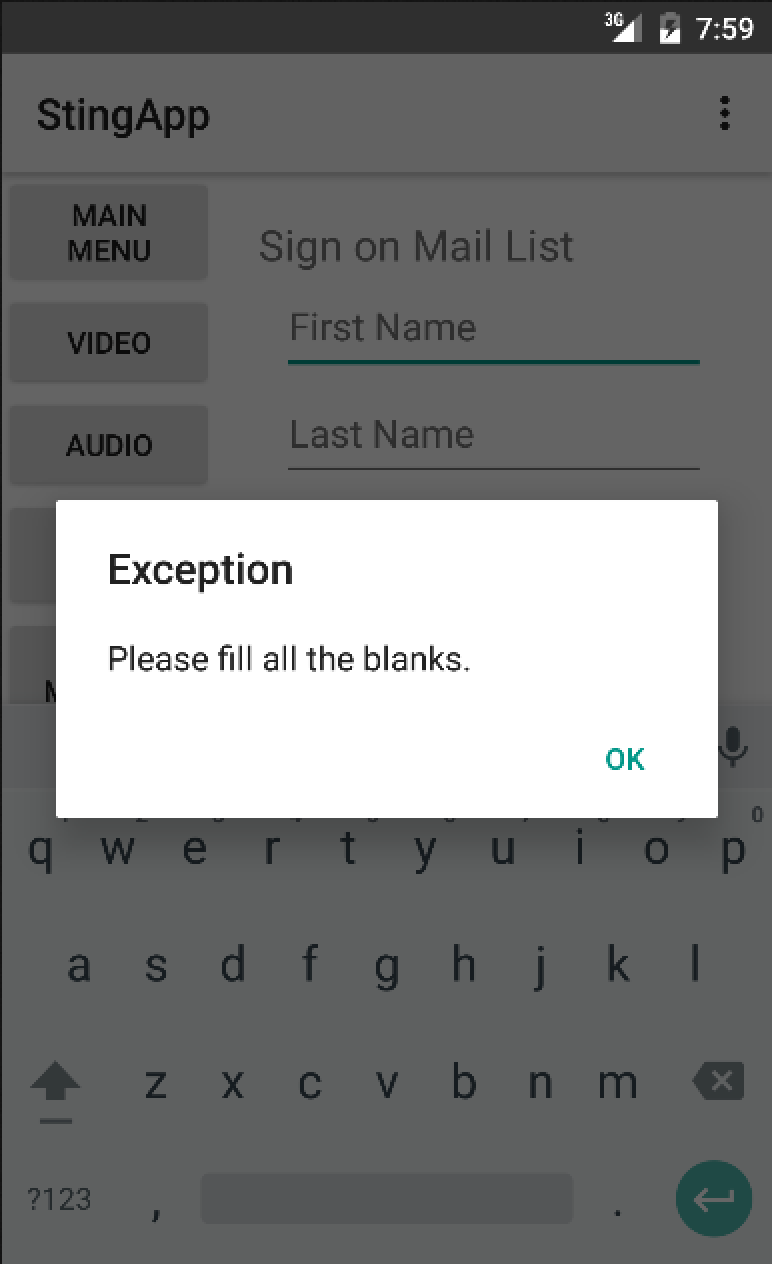 3G 7:59
StingApp
MAIN
MENU
Sign on Mail List
First Name
VIDEO
Last Name
AUDIO
Exception
Please fill all the blanks.
OK
0
q w e r t y u i o p
a s d f g h j k l
z x c v b n m
?123 , .